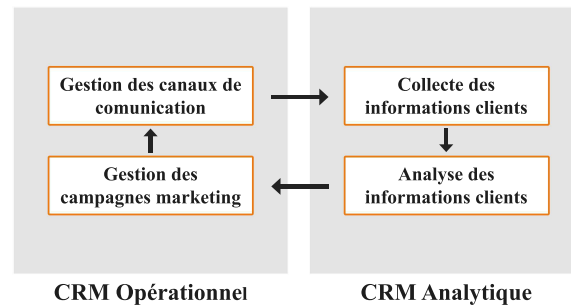 Gestion des canaux de
comunication
Collecte des
informations clients
Gestion des
campagnes marketing
Analyse des
informations clients
CRM Opérationnel
CRM Analytique